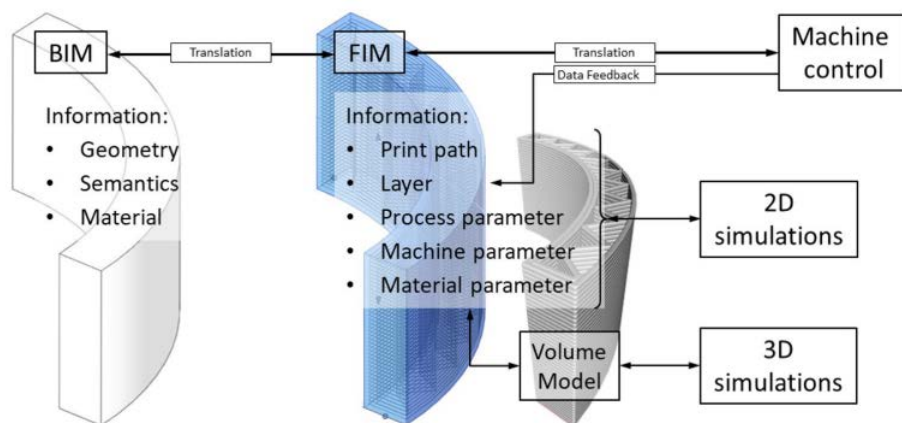 BIM
Translation
FIM
Translation
Data Feedback
Machine
control
Information:
• Geometry
• Semantics
• Material
Information:
• Print path
• Layer
• Process parameter
• Machine parameter
• Material parameter
2D
simulations
Volume
Model
3D
simulations